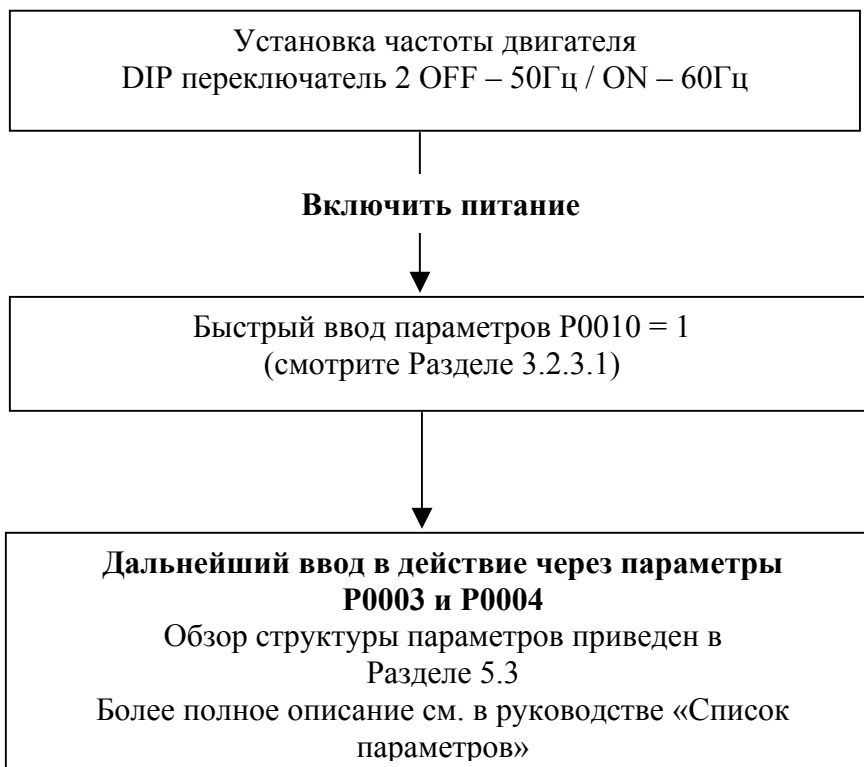 Установка частоты двигателя
DIP переключатель 2 OFF – 50Гц / ON – 60Гц
Включить питание
Быстрый ввод параметров P0010 = 1
(смотрите Разделе 3.2.3.1)
Дальнейший ввод в действие через параметры
P0003 и P0004
Обзор структуры параметров приведен в
Разделе 5.3
Более полное описание см. в руководстве «Список
параметров»